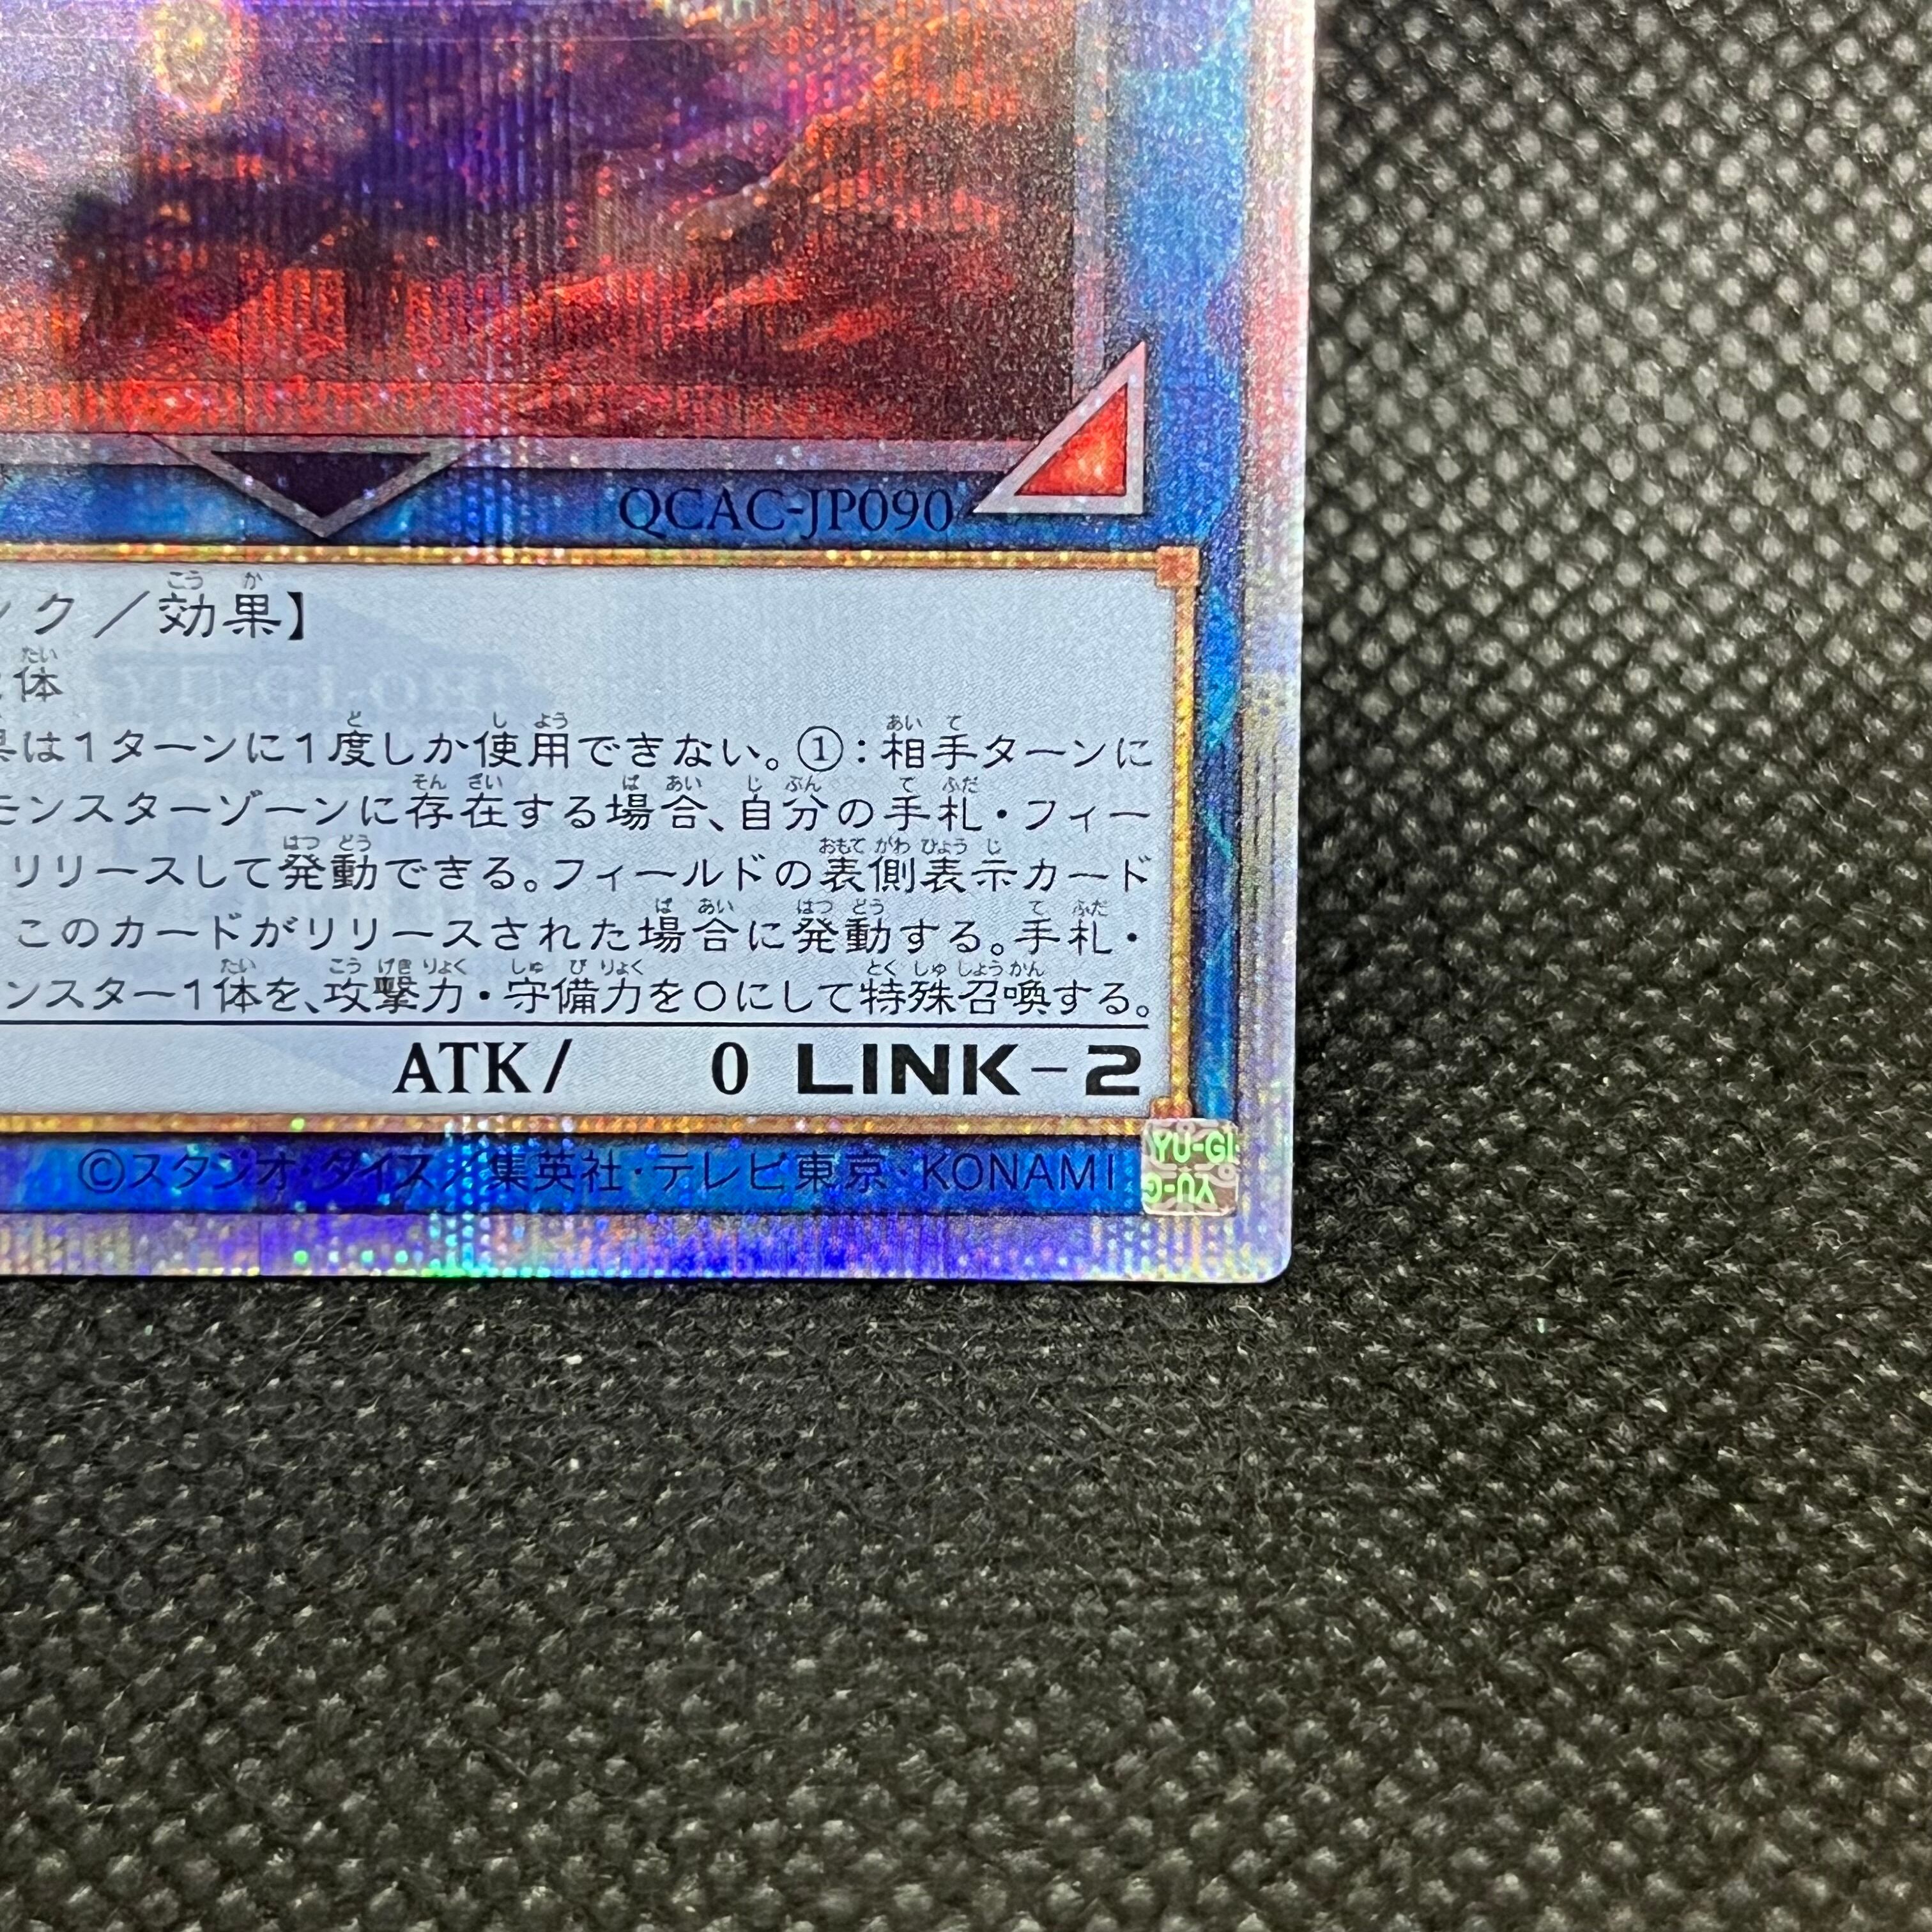 QCAC-JP090
ンク／効果】
体
果は1ターンに1度しか使用できない。①：相手ターンに
モンスターゾーンに存在する場合、自分の手札・フィー
リリースして発動できる。フィールドの表側表示カード
このカードがリリースされた場合に発動する。手札・
ンスター1体を、攻撃力・守備力を0にして特殊召喚する。
ATK/ 0 LINK-2
©スタジオ・ダイス／集英社・テレビ東京・KONAMI
YU-GI
YU-G